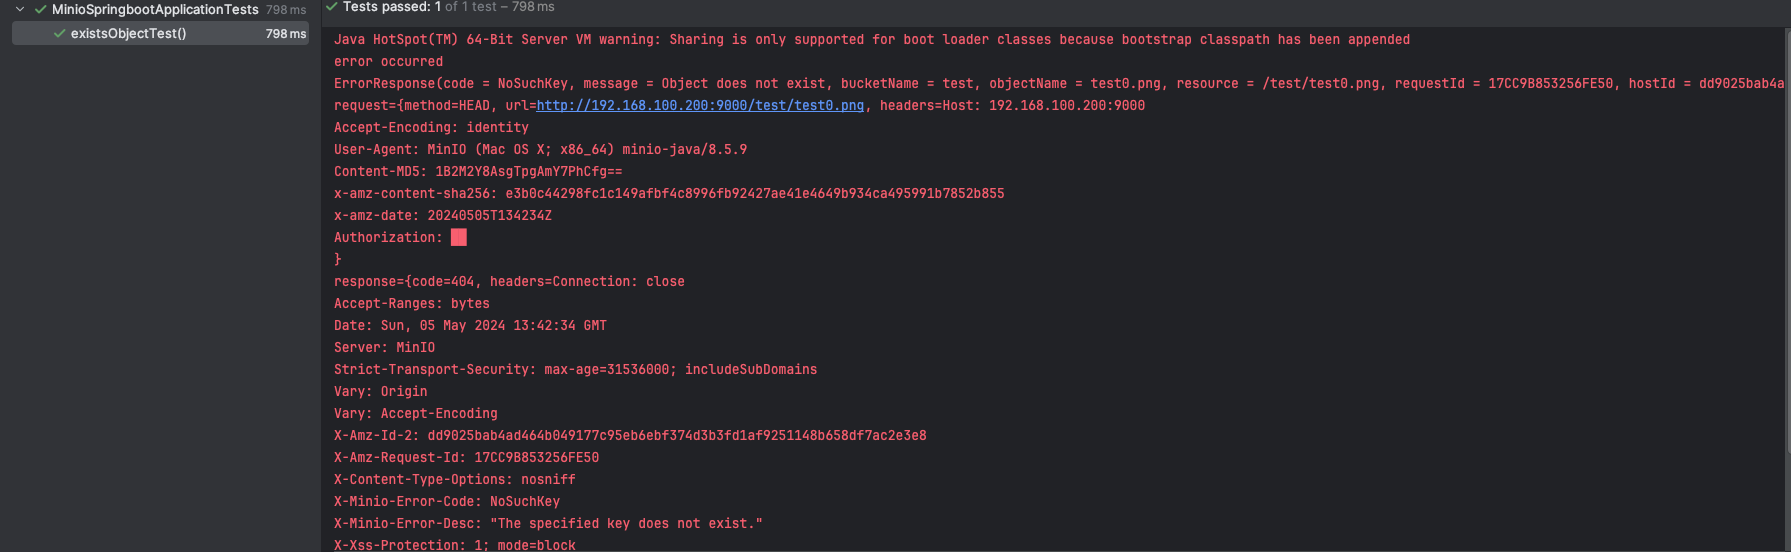 MinioSpringbootApplicationTests 798 ms
existsObjectTest() 798 ms
Tests passed: 1 of 1 test – 798 ms
Java HotSpot(TM) 64-Bit Server VM warning: Sharing is only supported for boot loader classes because bootstrap classpath has been appended
error occurred
ErrorResponse(code = NoSuchKey, message = Object does not exist, bucketName = test, objectName = test0.png, resource = /test/test0.png, requestId = 17CC9B853256FE50, hostId = dd9025bab4a
request={method=HEAD, url=http://192.168.100.200:9000/test/test0.png, headers=Host: 192.168.100.200:9000
Accept-Encoding: identity
User-Agent: MinIO (Mac OS X; x86_64) minio-java/8.5.9
Content-MD5: 1B2M2Y8AsgTpgAmY7PhCfg==
x-amz-content-sha256: e3b0c44298fc1c149afbf4c8996fb92427ae41e4649b934ca495991b7852b855
x-amz-date: 20240505T134234Z
Authorization: ██
}
response={code=404, headers=Connection: close
Accept-Ranges: bytes
Date: Sun, 05 May 2024 13:42:34 GMT
Server: MinIO
Strict-Transport-Security: max-age=31536000; includeSubDomains
Vary: Origin
Vary: Accept-Encoding
X-Amz-Id-2: dd9025bab4ad464b049177c95eb6ebf374d3b3fd1af9251148b658df7ac2e3e8
X-Amz-Request-Id: 17CC9B853256FE50
X-Content-Type-Options: nosniff
X-Minio-Error-Code: NoSuchKey
X-Minio-Error-Desc: "The specified key does not exist."
X-Xss-Protection: 1; mode=block